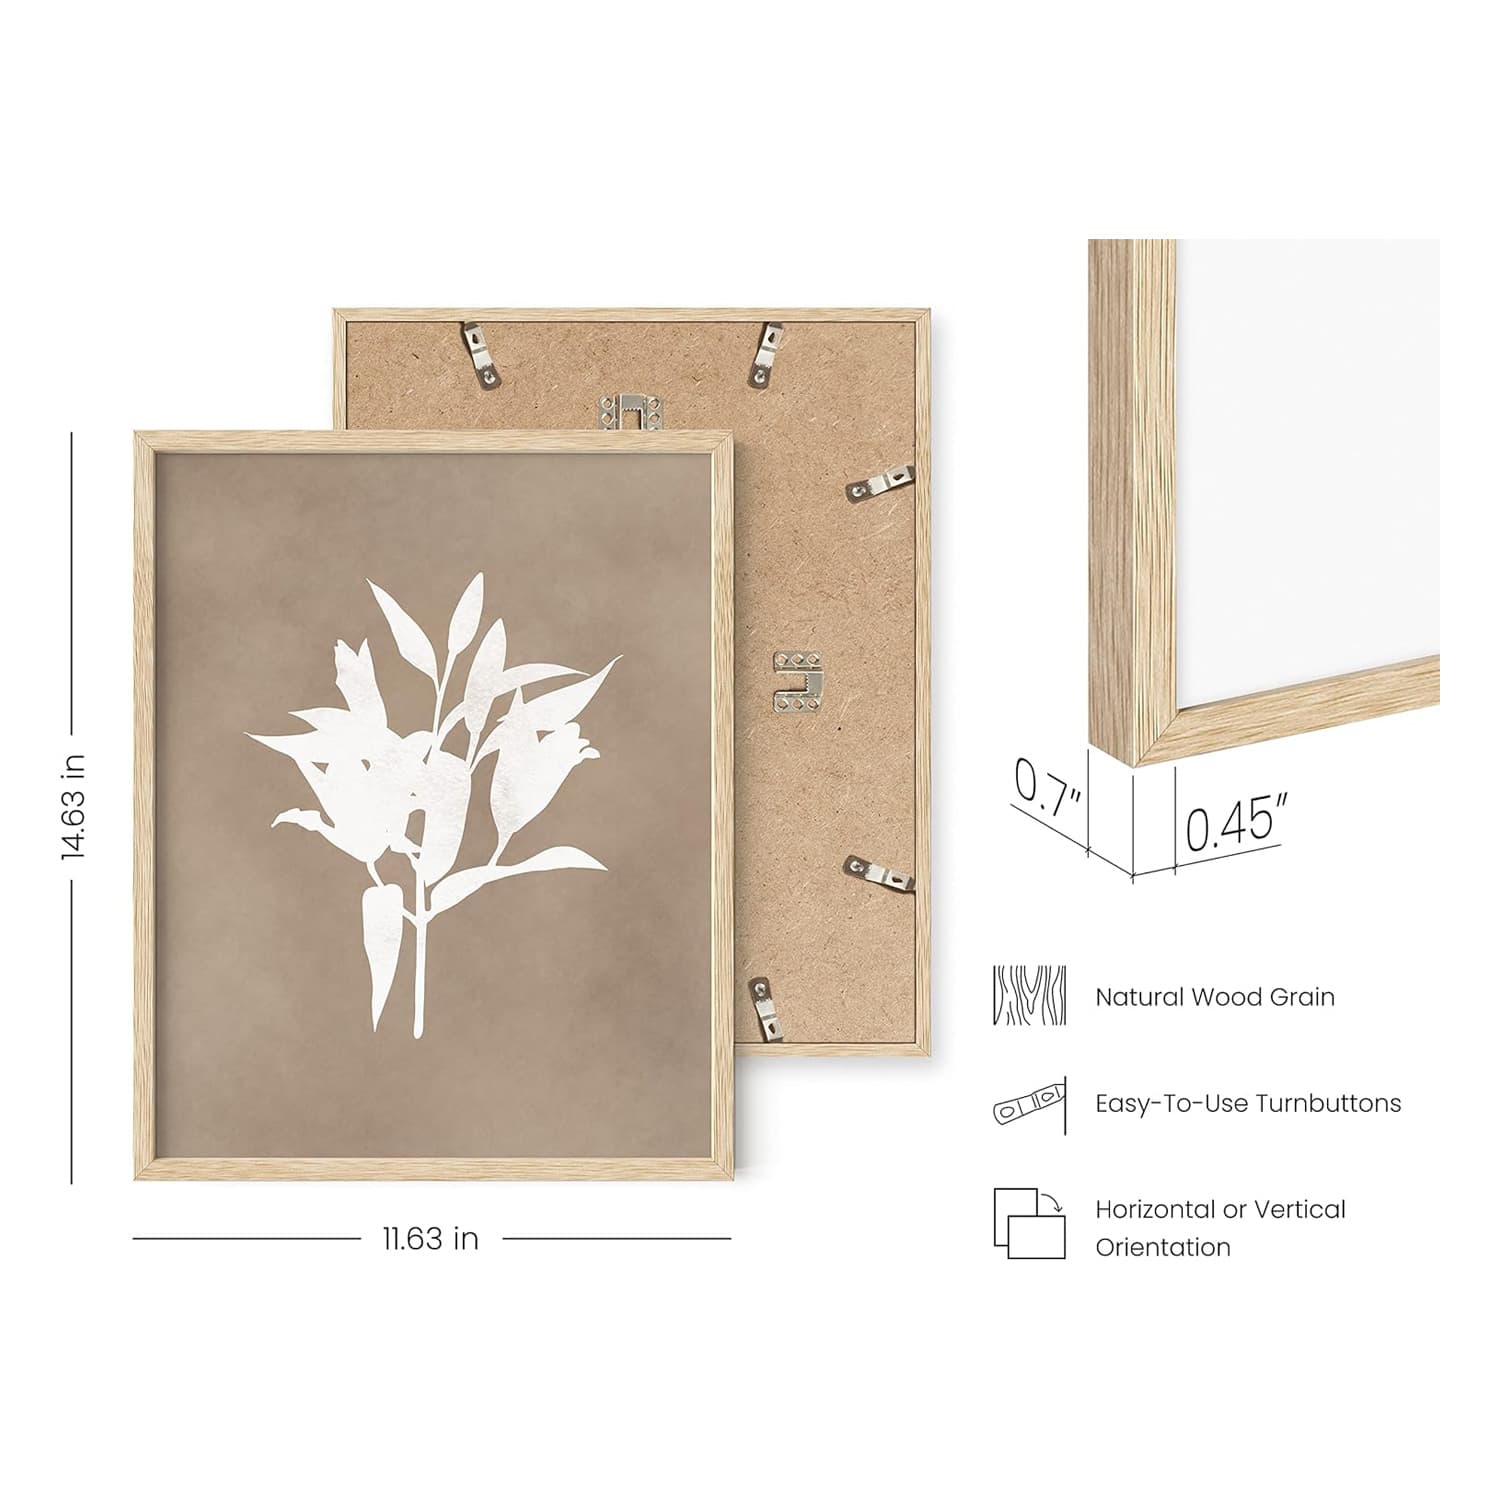 14.63 in
11.63 in
0.7"
0.45"
Natural Wood Grain
Easy-To-Use Turnbuttons
Horizontal or Vertical
Orientation